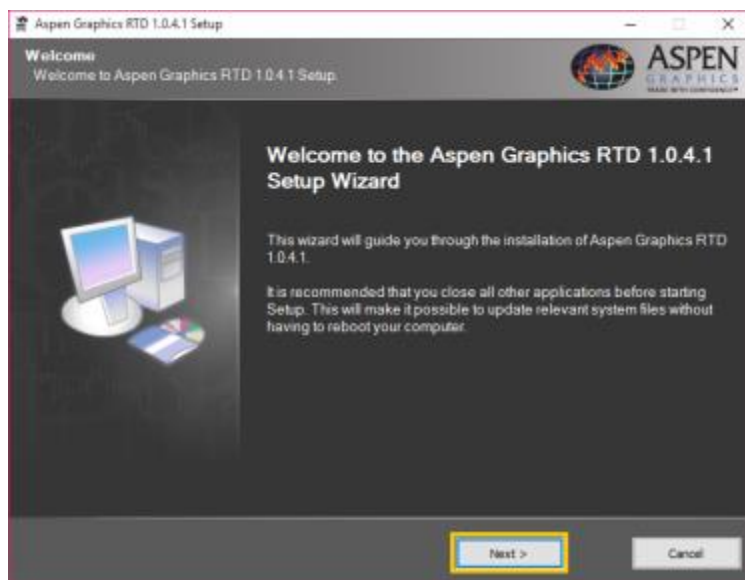 Aspen Graphics RTD 1.0.4.1 Setup
Welcome
Welcome to Aspen Graphics RTD 1.0.4.1 Setup.
ASPEN
GRAPHICS
TRADE WITH CONFIDENCE
Welcome to the Aspen Graphics RTD 1.0.4.1
Setup Wizard
This wizard will guide you through the installation of Aspen Graphics RTD
1.0.4.1.
It is recommended that you close all other applications before starting
Setup. This will make it possible to update relevant system files without
having to reboot your computer.
Next >
Cancel